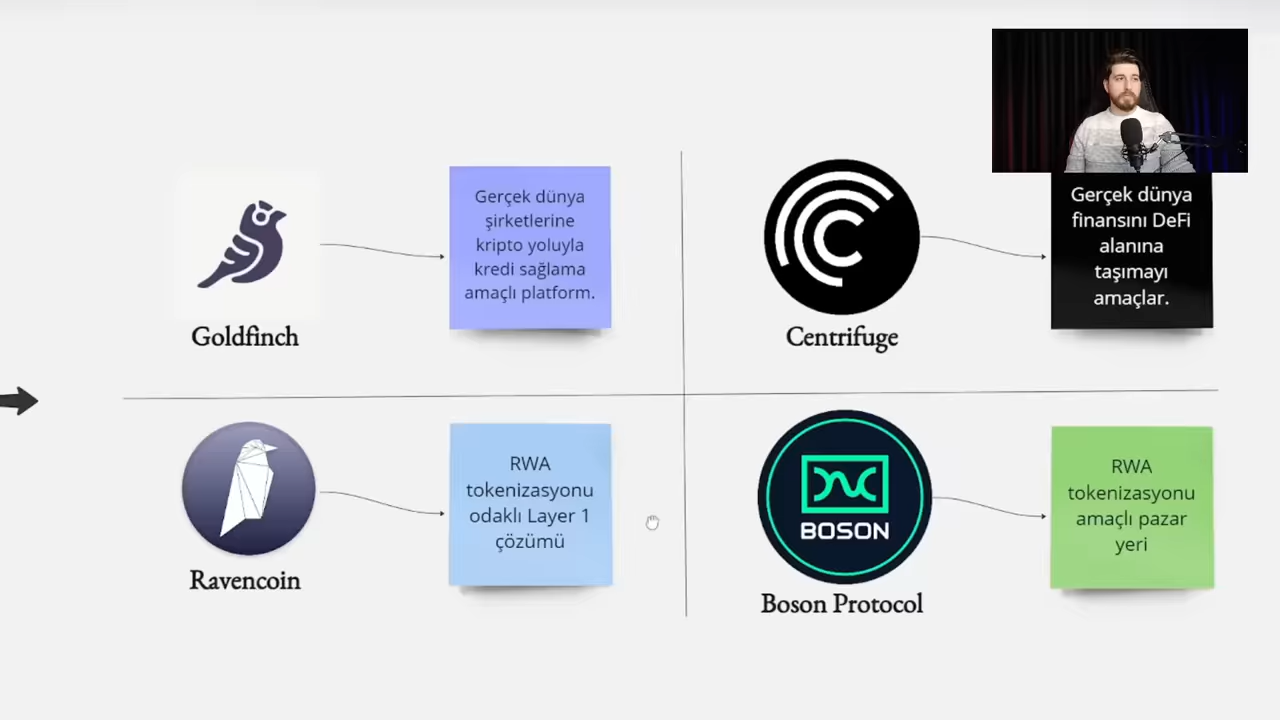 Gerçek dünya
şirketlerine
kripto yoluyla
kredi sağlama
amaçlı platform.
Goldfinch
Gerçek dünya
finansını DeFi
alanına
taşımayı
amaçlar.
Centrifuge
RWA
tokenizasyonu
odaklı Layer 1
çözümü
Ravencoin
BOSON
Boson Protocol
RWA
tokenizasyonu
amaçlı pazar
yeri